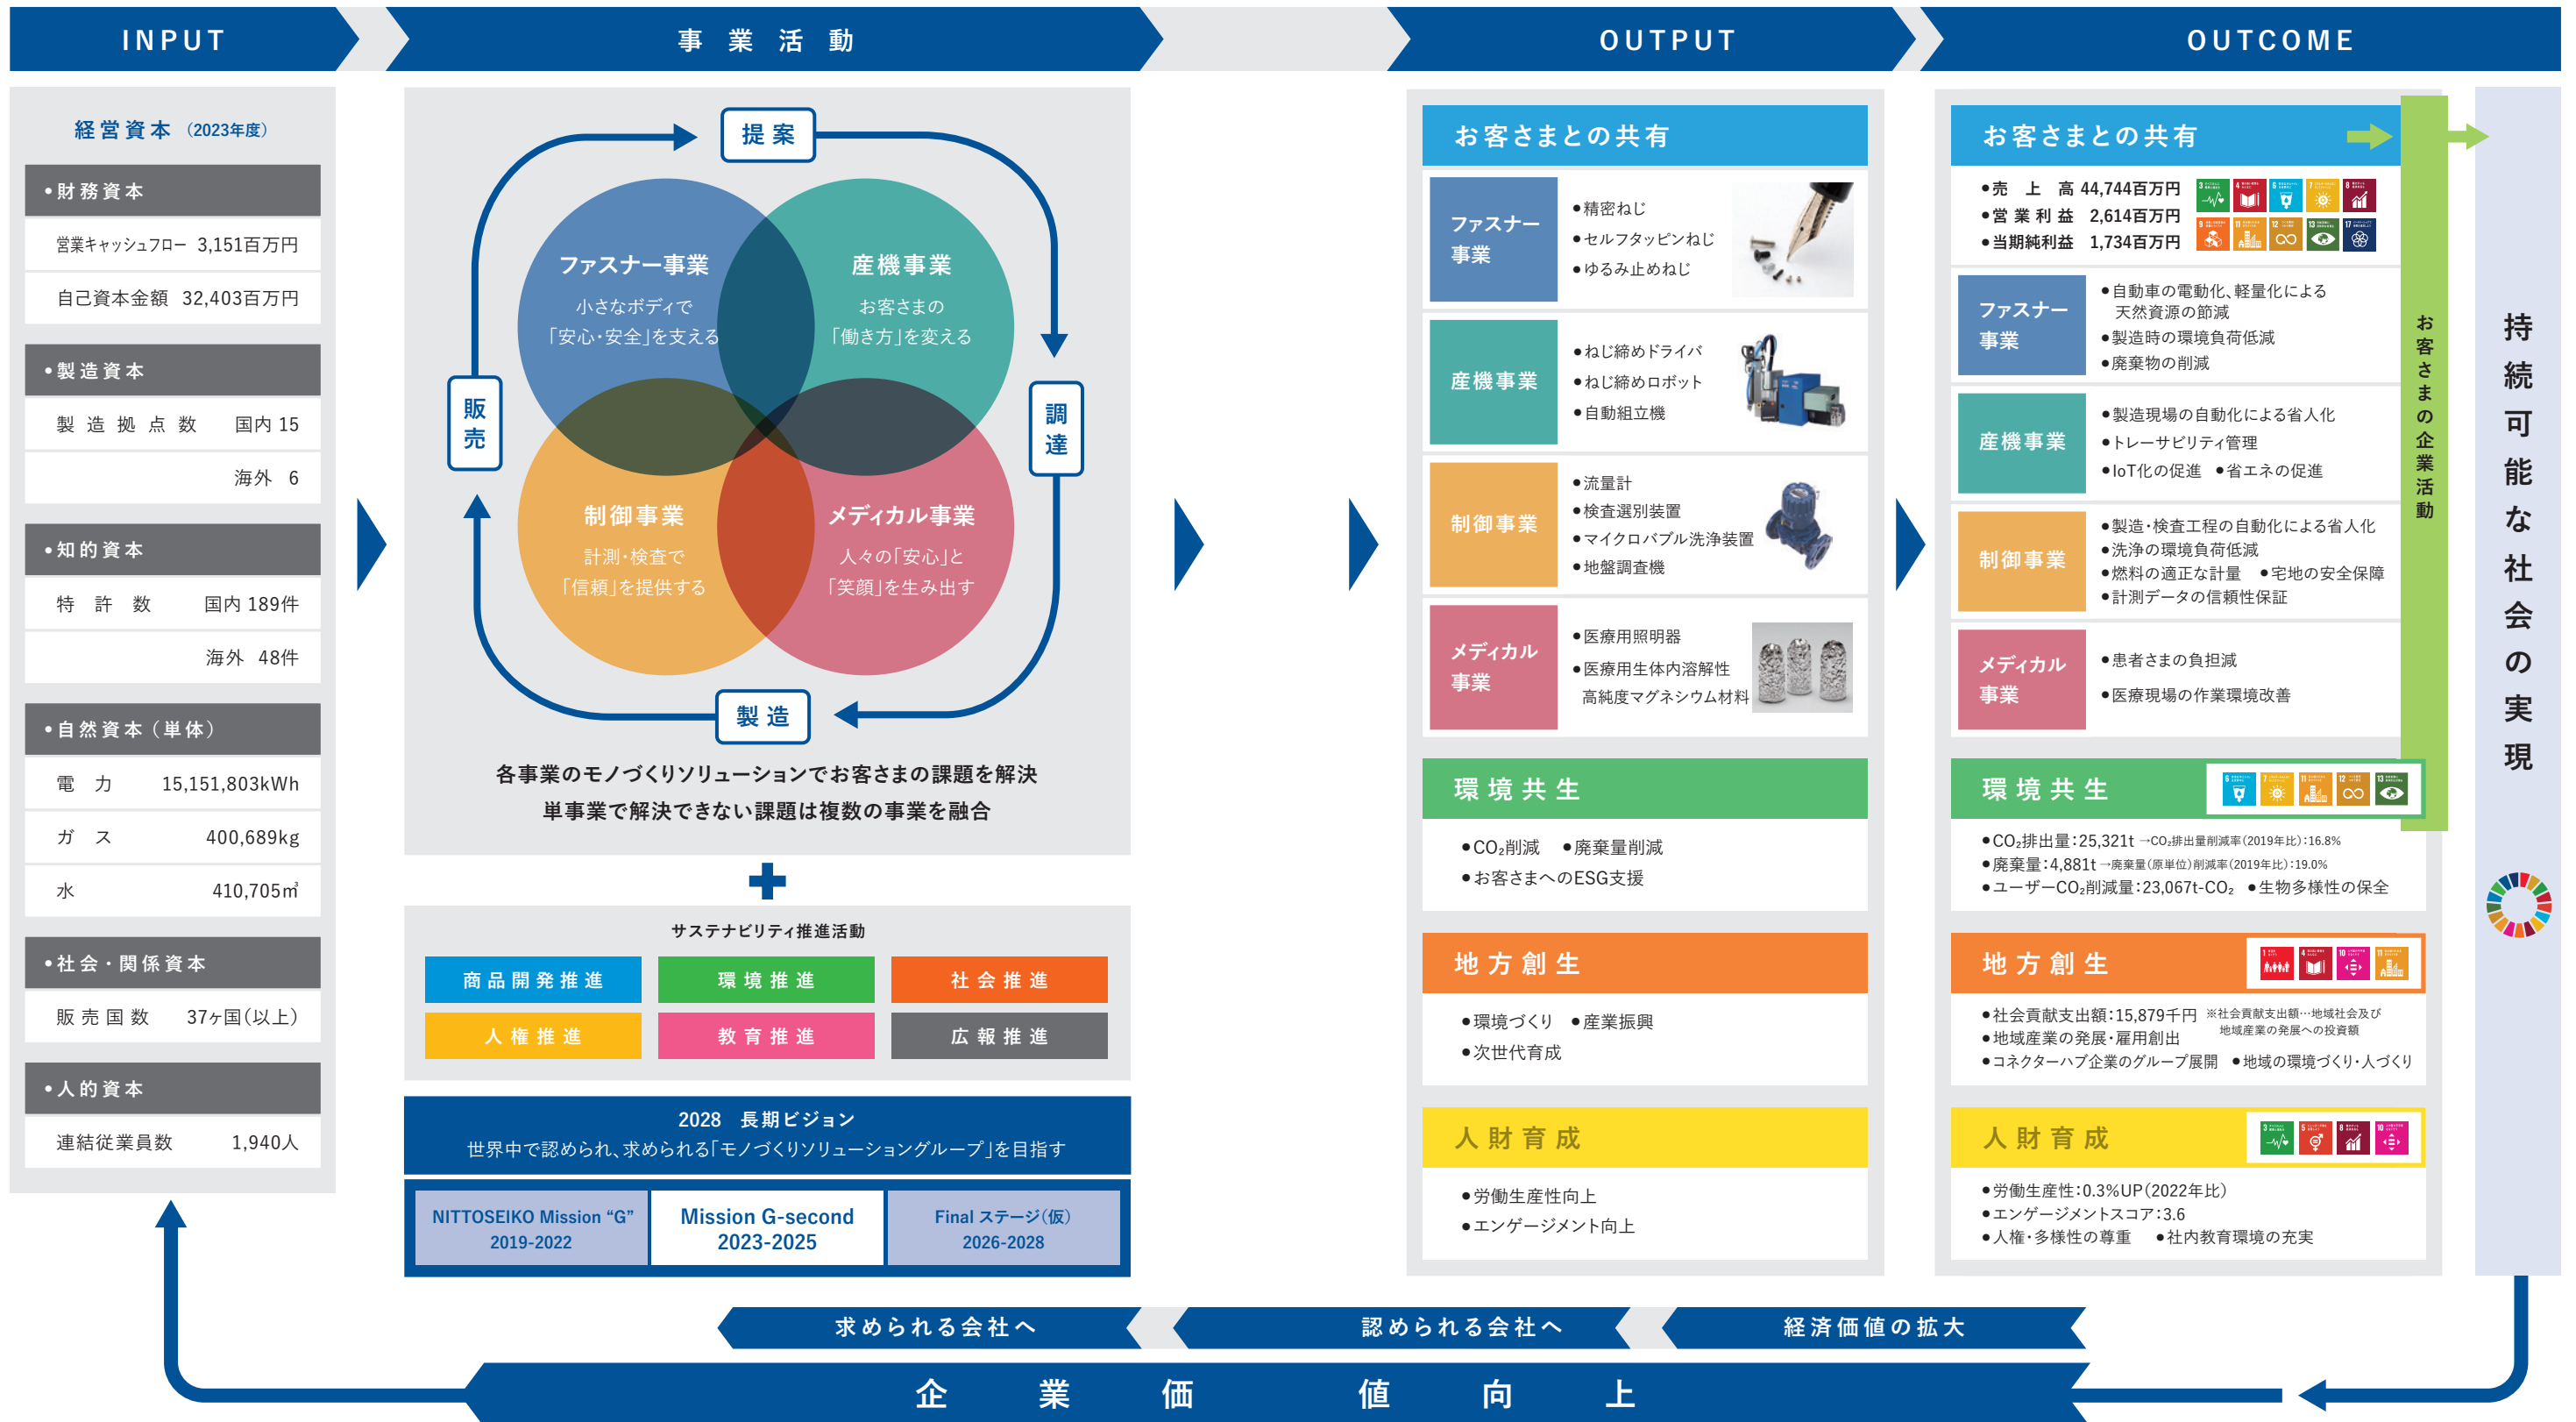 INPUT
事業活動
OUTPUT
OUTCOME
経営資本 (2023年度)
•財務資本
営業キャッシュフロー 3,151百万円
自己資本金額 32,403百万円
•製造資本
製造拠点数 国内 15
海外 6
•知的資本
特許数 国内 189件
海外 48件
•自然資本（単体）
電力 15,151,803kWh
ガス 400,689kg
水 410,705㎥
•社会・関係資本
販売国数 37ヶ国(以上)
•人的資本
連結従業員数 1,940人
提案
調達
製造
販売
ファスナー事業
小さなボディで
「安心・安全」を支える
産機事業
お客さまの
「働き方」を変える
制御事業
計測・検査で
「信頼」を提供する
メディカル事業
人々の「安心」と
「笑顔」を生み出す
各事業のモノづくりソリューションでお客さまの課題を解決
単事業で解決できない課題は複数の事業を融合
サステナビリティ推進活動
商品開発推進
環境推進
社会推進
人権推進
教育推進
広報推進
2028 長期ビジョン
世界中で認められ、求められる「モノづくりソリューショングループ」を目指す
NITTOSEIKO Mission “G”
2019-2022
Mission G-second
2023-2025
Final ステージ(仮)
2026-2028
お客さまとの共有
ファスナー
事業
•精密ねじ
•セルフタッピンねじ
•ゆるみ止めねじ
産機事業
•ねじ締めドライバ
•ねじ締めロボット
•自動組立機
制御事業
•流量計
•検査選別装置
•マイクロバブル洗浄装置
•地盤調査機
メディカル
事業
•医療用照明器
•医療用生体内溶解性
高純度マグネシウム材料
環境共生
•CO₂削減 •廃棄量削減
•お客さまへのESG支援
地方創生
•環境づくり •産業振興
•次世代育成
人財育成
•労働生産性向上
•エンゲージメント向上
お客さまとの共有
•売上高 44,744百万円
•営業利益 2,614百万円
•当期純利益 1,734百万円
3 4 6 7 8
9 11 12 13 17
ファスナー
事業
•自動車の電動化、軽量化による
天然資源の節減
•製造時の環境負荷低減
•廃棄物の削減
産機事業
•製造現場の自動化による省人化
•トレーサビリティ管理
•IoT化の促進 •省エネの促進
制御事業
•製造・検査工程の自動化による省人化
•洗浄の環境負荷低減
•燃料の適正な計量 •宅地の安全保障
•計測データの信頼性保証
メディカル
事業
•患者さまの負担減
•医療現場の作業環境改善
お客さまの企業活動
環境共生
6 7 11 12 13
•CO₂排出量：25,321t →CO₂排出量削減率(2019年比)：16.8%
•廃棄量：4,881t →廃棄量(原単位)削減率(2019年比)：19.0%
•ユーザーCO₂削減量：23,067t-CO₂ •生物多様性の保全
地方創生
1 4 10 11
•社会貢献支出額：15,879千円 ※社会貢献支出額…地域社会及び
地域産業の発展への投資額
•地域産業の発展・雇用創出
•コネクターハブ企業のグループ展開 •地域の環境づくり・人づくり
人財育成
3 5 8 10
•労働生産性：0.3%UP(2022年比)
•エンゲージメントスコア：3.6
•人権・多様性の尊重 •社内教育環境の充実
持続可能な社会の実現
求められる会社へ
認められる会社へ
経済価値の拡大
企業価値向上